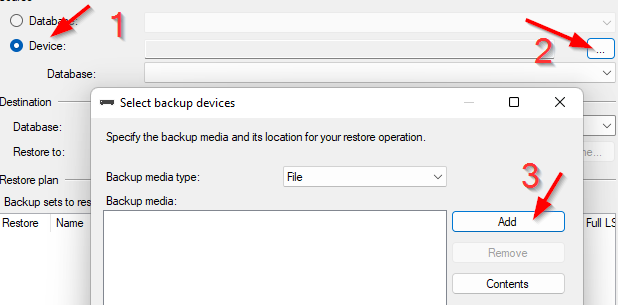 Database:
1
Device:
2
...
Database:
Destination
Select backup devices
Database:
Specify the backup media and its location for your restore operation.
Restore to:
Backup media type:
File
3
Restore plan
Backup media:
Backup sets to res
Restore
Name
Add
Full LS
Remove
Contents